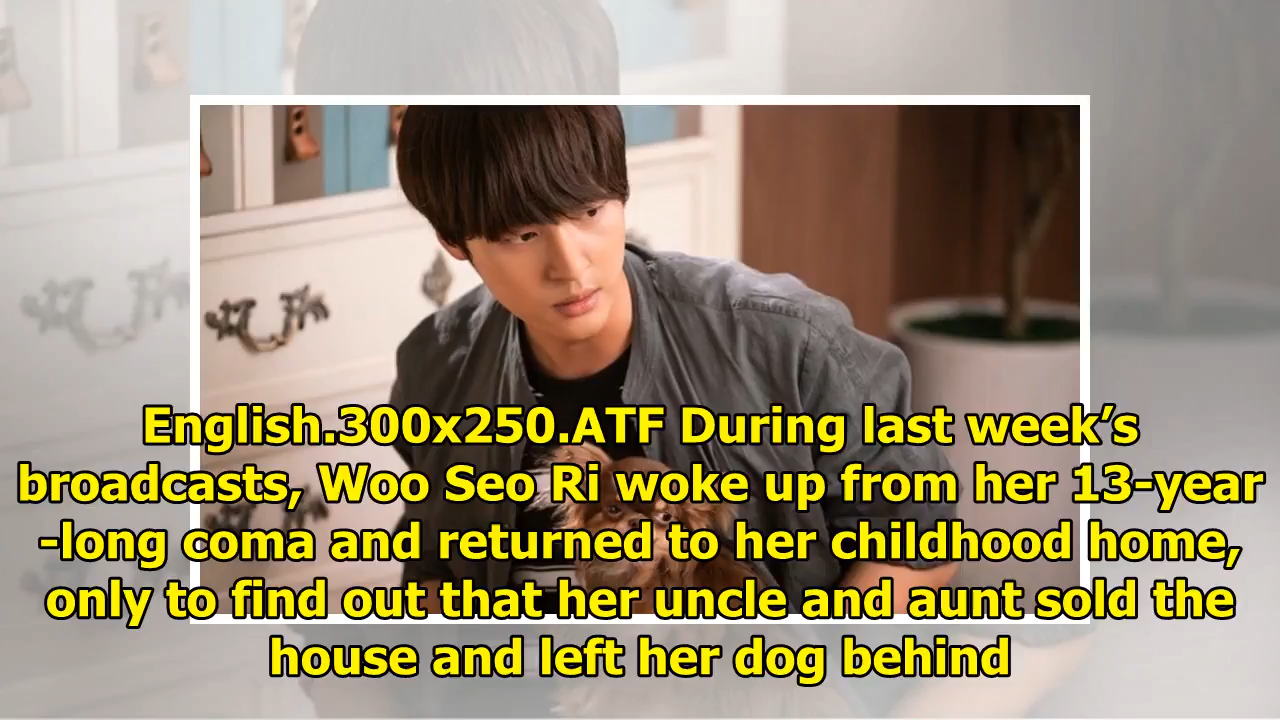 English.300x250.ATF During last week’s
broadcasts, Woo Seo Ri woke up from her 13-year
-long coma and returned to her childhood home,
only to find out that her uncle and aunt sold the
house and left her dog behind